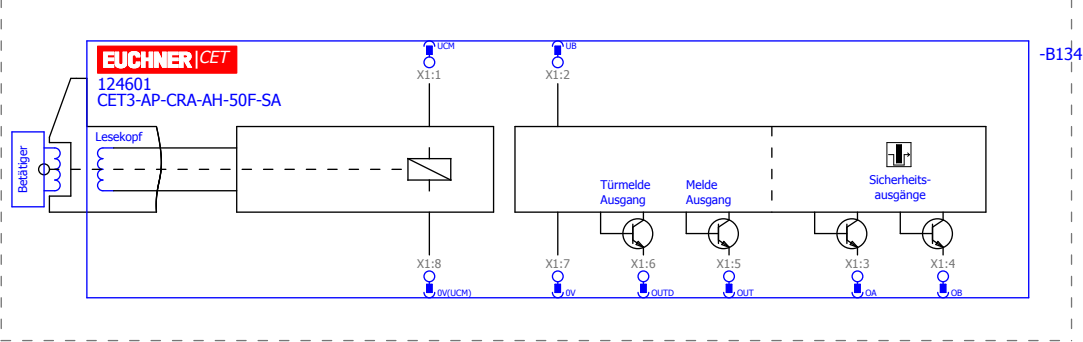 UCM
UB
EUCHNER|CET
-B134
X1:1
X1:2
124601
CET3-AP-CRA-AH-50F-SA
Lesekopf
Betätiger
Türmelde
Ausgang
Melde
Ausgang
Sicherheits-
ausgänge
X1:8
X1:7
X1:6
X1:5
X1:3
X1:4
0V(UCM)
0V
OUTD
OUT
OA
OB